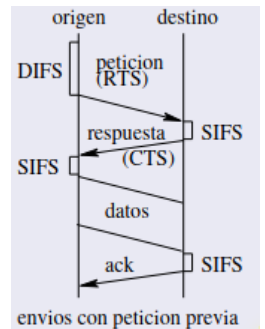 origen destino
DIFS
peticion
(RTS)
respuesta
SIFS
(CTS)
SIFS
datos
ack
SIFS
envios con peticion previa